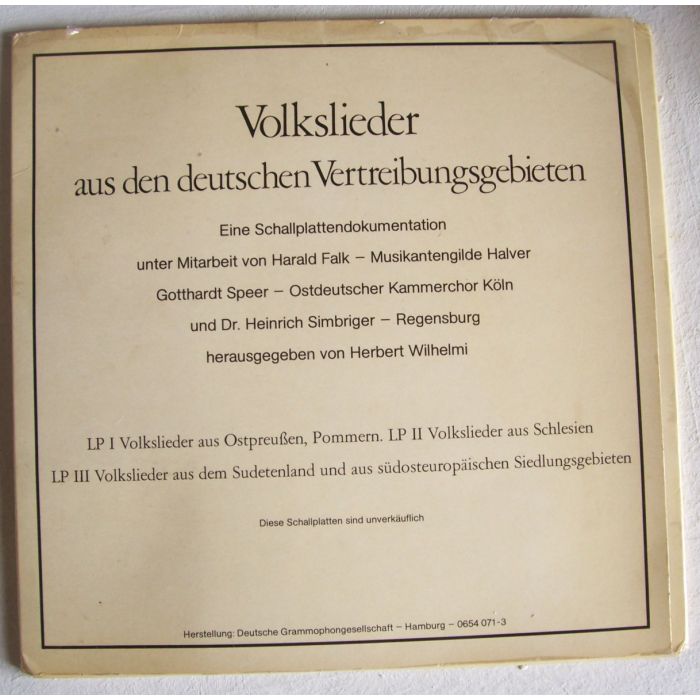 Volkslieder
aus den deutschen Vertreibungsgebieten
Eine Schallplattendokumentation
unter Mitarbeit von Harald Falk – Musikantengilde Halver
Gotthardt Speer – Ostdeutscher Kammerchor Köln
und Dr. Heinrich Simbriger – Regensburg
herausgegeben von Herbert Wilhelmi
LP I Volkslieder aus Ostpreußen, Pommern. LP II Volkslieder aus Schlesien
LP III Volkslieder aus dem Sudetenland und aus südosteuropäischen Siedlungsgebieten
Diese Schallplatten sind unverkäuflich
Herstellung: Deutsche Grammophongesellschaft – Hamburg – 0654 071-3